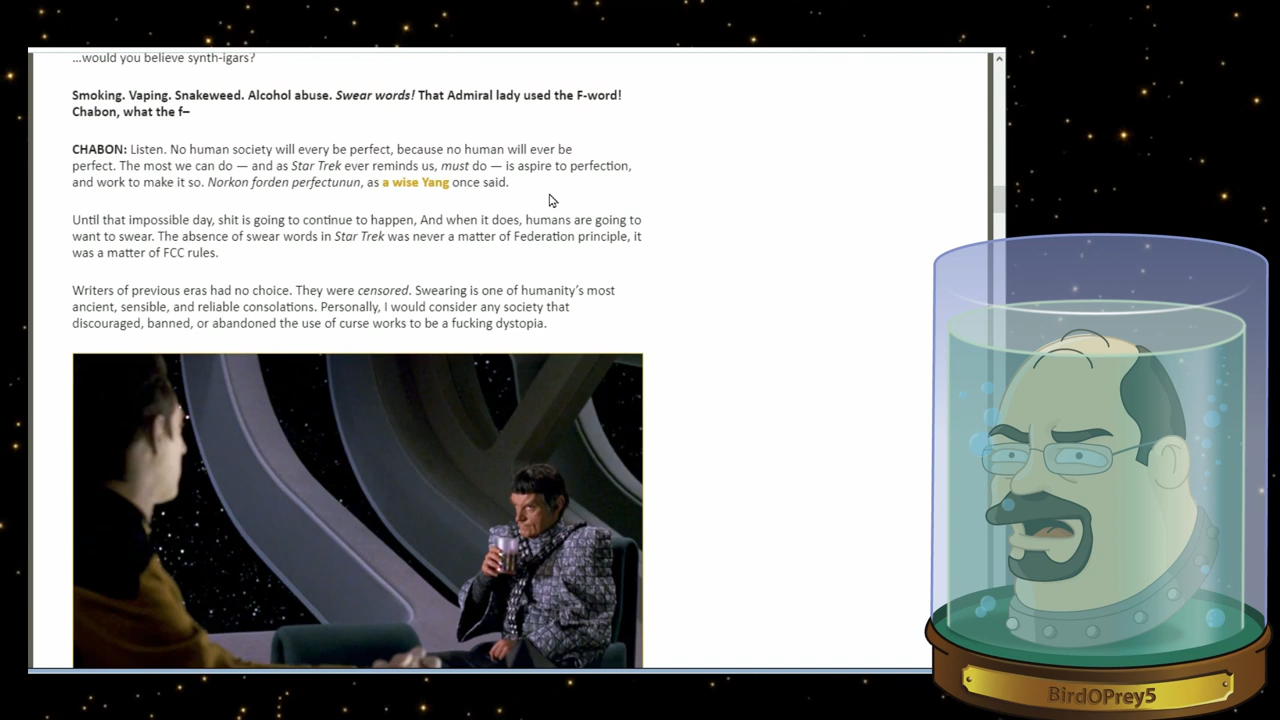 …would you believe synth-igars?
Smoking. Vaping. Snakeweed. Alcohol abuse. Swear words! That Admiral lady used the F-word!
Chabon, what the f–
CHABON: Listen. No human society will every be perfect, because no human will ever be
perfect. The most we can do — and as Star Trek ever reminds us, must do — is aspire to perfection,
and work to make it so. Norkon forden perfectunun, as a wise Yang once said.
Until that impossible day, shit is going to continue to happen, And when it does, humans are going to
want to swear. The absence of swear words in Star Trek was never a matter of Federation principle, it
was a matter of FCC rules.
Writers of previous eras had no choice. They were censored. Swearing is one of humanity's most
ancient, sensible, and reliable consolations. Personally, I would consider any society that
discouraged, banned, or abandoned the use of curse works to be a fucking dystopia.
BirdOPrey5